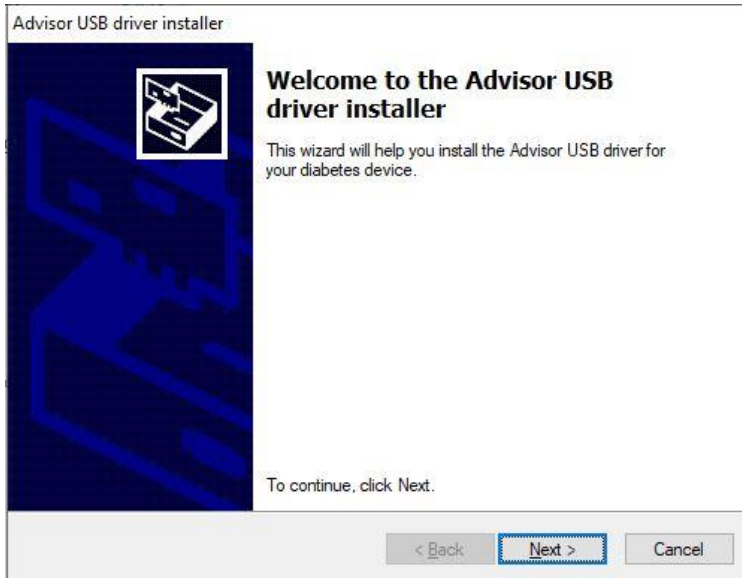 Advisor USB driver installer
Welcome to the Advisor USB
driver installer
This wizard will help you install the Advisor USB driver for
your diabetes device.
To continue, click Next.
< Back
Next >
Cancel